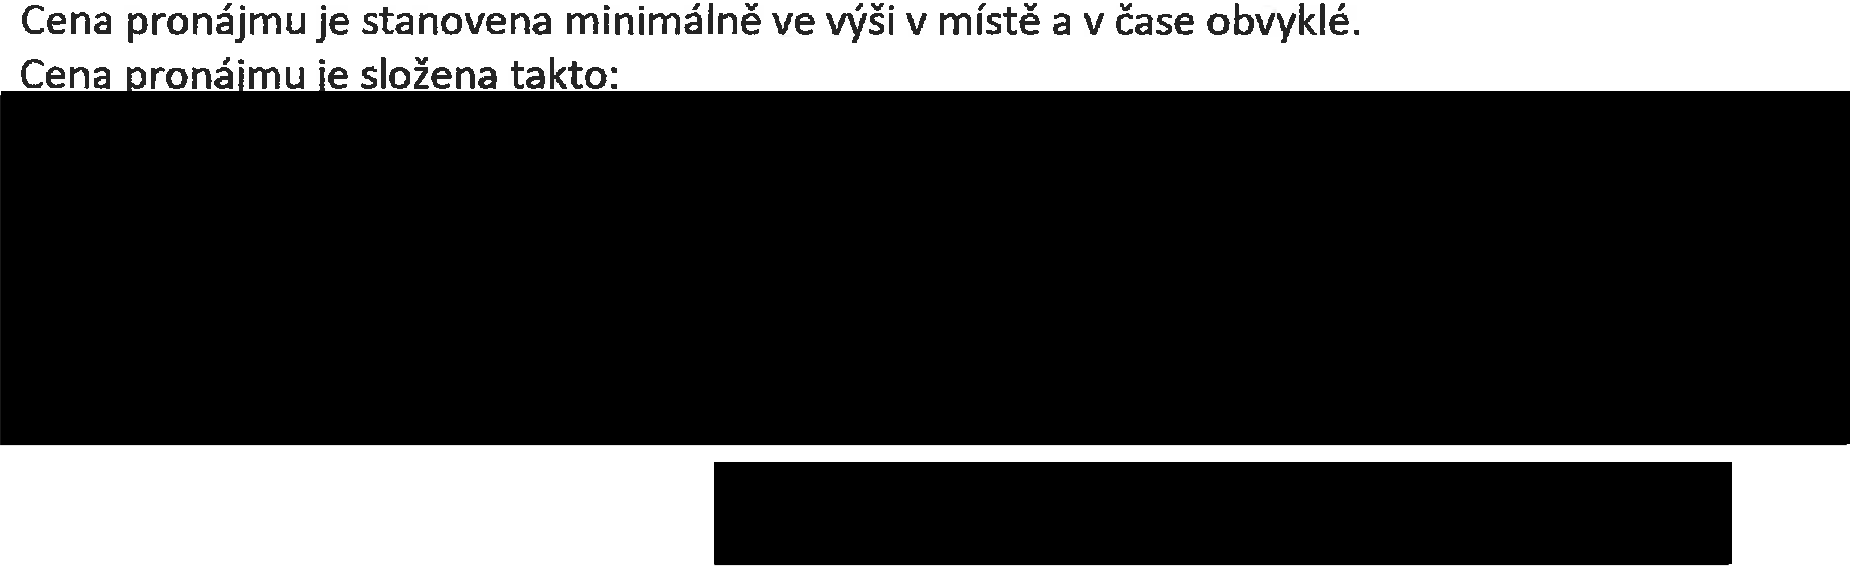 Cena pronájmu je stanovena minimálně ve výši v místě a v čase obvyklé.
Cena pronájmu je složena takto: